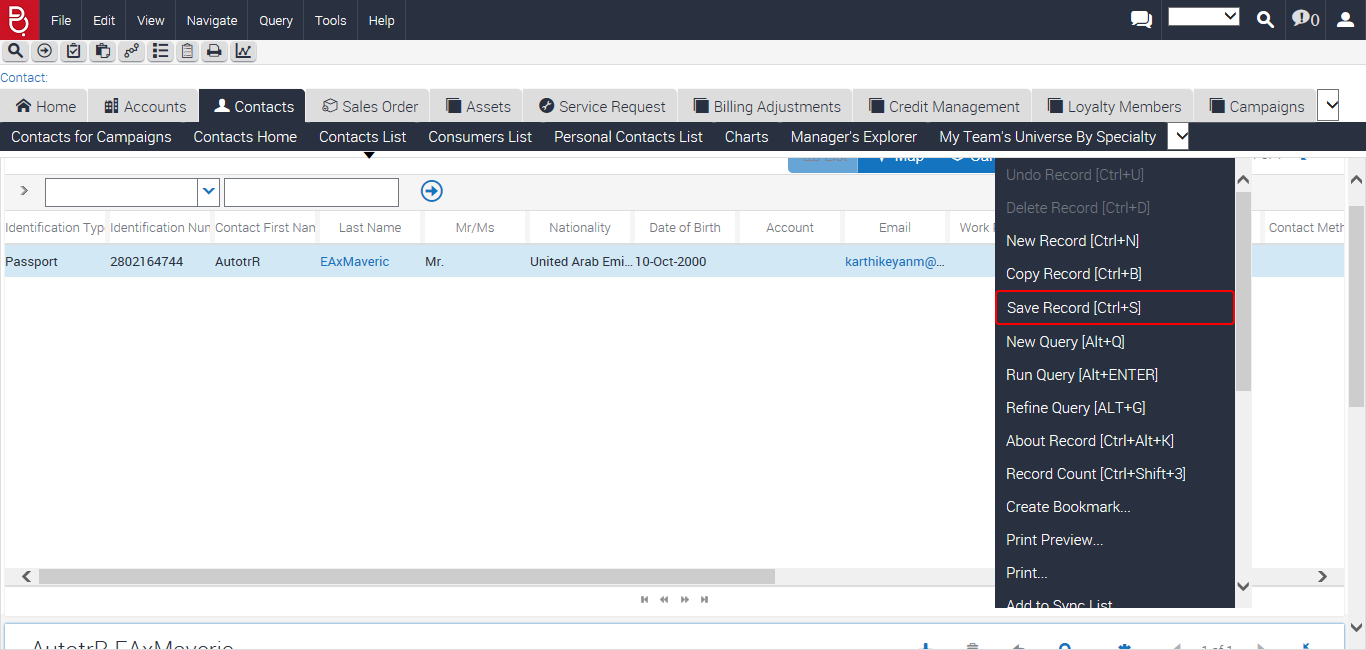 File Edit View Navigate Query Tools Help 0
Contact:
Home Accounts Contacts Sales Order Assets Service Request Billing Adjustments Credit Management Loyalty Members Campaigns
Contacts for Campaigns Contacts Home Contacts List Consumers List Personal Contacts List Charts Manager's Explorer My Team's Universe By Specialty
List Map
Identification Typ Identification Nun Contact First Nan Last Name Mr/Ms Nationality Date of Birth Account Email Work Contact Meth
Passport 2802164744 AutotrR EAxMaveric Mr. United Arab Emi... 10-Oct-2000 karthikeyanm@...
Undo Record [Ctrl+U]
Delete Record [Ctrl+D]
New Record [Ctrl+N]
Copy Record [Ctrl+B]
Save Record [Ctrl+S]
New Query [Alt+Q]
Run Query [Alt+ENTER]
Refine Query [ALT+G]
About Record [Ctrl+Alt+K]
Record Count [Ctrl+Shift+3]
Create Bookmark...
Print Preview...
Print...
Add to Sync List
AutotrR EAxMaveric 1 of 1